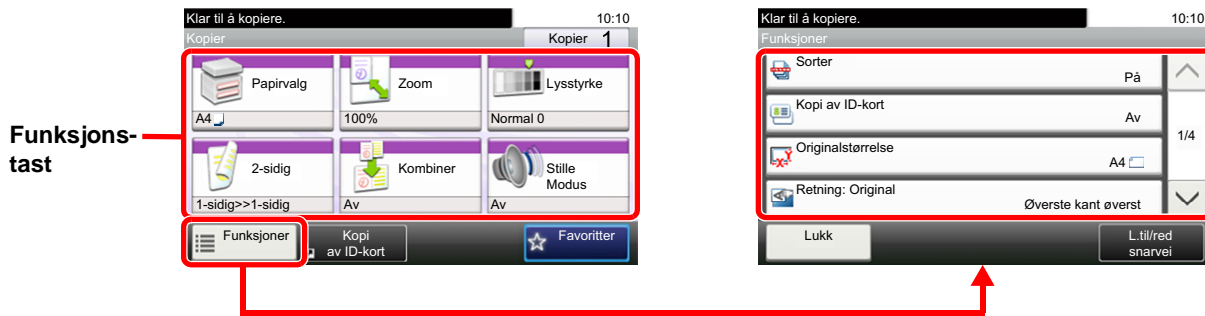 Funksjons-
tast
Klar til å kopiere. 10:10
Kopier Kopier 1
Papirvalg Zoom Lysstyrke
A4 100% Normal 0
2-sidig Kombiner Stille
Modus
1-sidig>>1-sidig Av Av
Funksjoner Kopi
av ID-kort Favoritter
Klar til å kopiere. 10:10
Funksjoner
Sorter
På
Kopi av ID-kort
Av
1/4
Originalstørrelse
A4
Retning: Original
Øverste kant øverst
Lukk L.til/red
snarvei